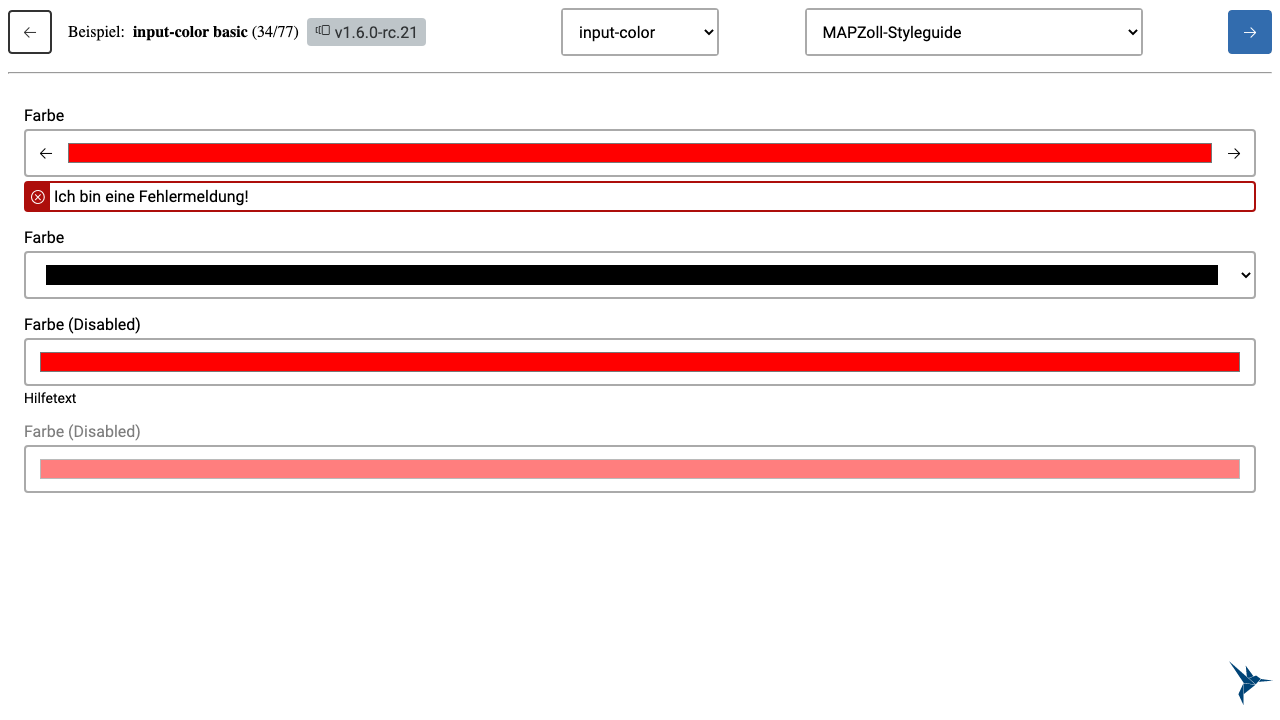 Beispiel: input-color basic (34/77) v1.6.0-rc.21 input-color MAPZoll-Styleguide
Farbe
Ich bin eine Fehlermeldung!
Farbe
Farbe (Disabled)
Hilfetext
Farbe (Disabled)